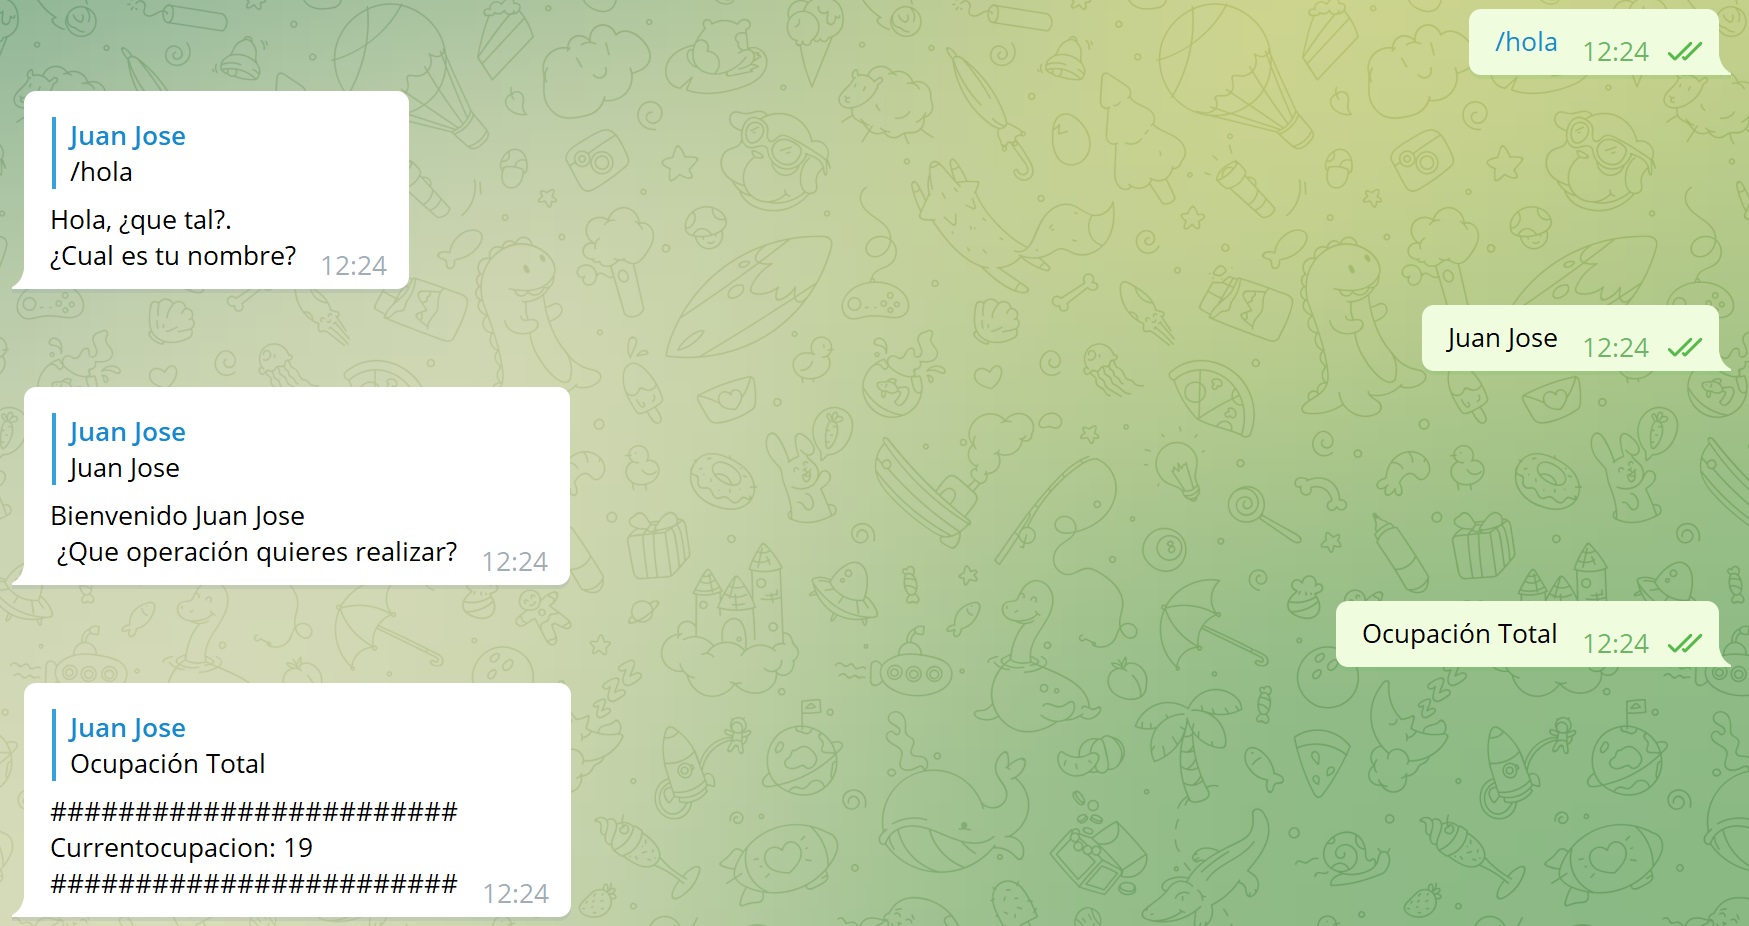 /hola 12:24
Juan Jose
/hola
Hola, ¿que tal?.
¿Cual es tu nombre? 12:24
Juan Jose 12:24
Juan Jose
Juan Jose
Bienvenido Juan Jose
¿Que operación quieres realizar? 12:24
Ocupación Total 12:24
Juan Jose
Ocupación Total
########################
Currentocupacion: 19
######################## 12:24